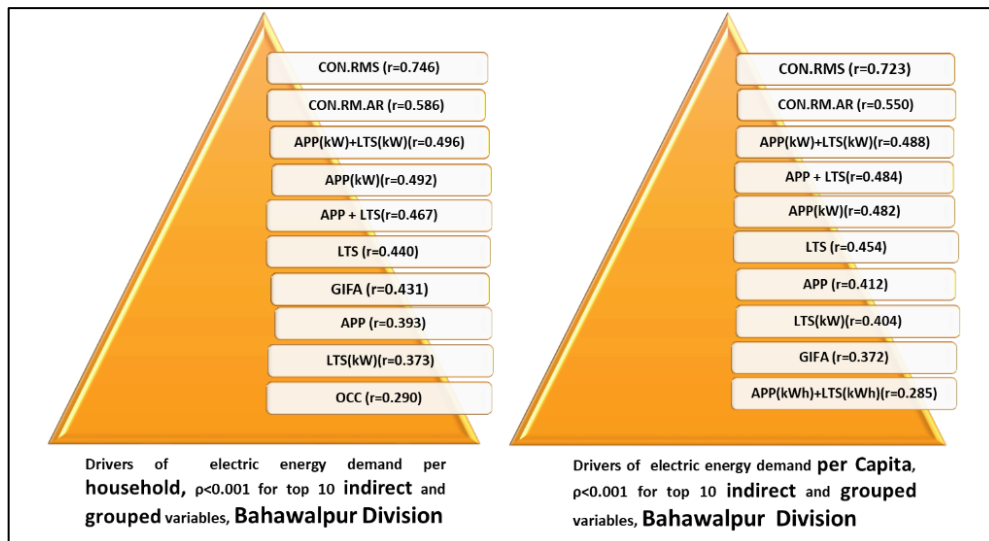 CON.RMS (r=0.746)
CON.RM.AR (r=0.586)
APP(kW)+LTS(kW)(r=0.496)
APP(kW)(r=0.492)
APP + LTS(r=0.467)
LTS (r=0.440)
GIFA (r=0.431)
APP (r=0.393)
LTS(kW)(r=0.373)
OCC (r=0.290)
Drivers of electric energy demand per
household, ρ<0.001 for top 10 indirect and
grouped variables, Bahawalpur Division
CON.RMS (r=0.723)
CON.RM.AR (r=0.550)
APP(kW)+LTS(kW)(r=0.488)
APP + LTS(r=0.484)
APP(kW)(r=0.482)
LTS (r=0.454)
APP (r=0.412)
LTS(kW)(r=0.404)
GIFA (r=0.372)
APP(kWh)+LTS(kWh)(r=0.285)
Drivers of electric energy demand per Capita,
ρ<0.001 for top 10 indirect and grouped
variables, Bahawalpur Division